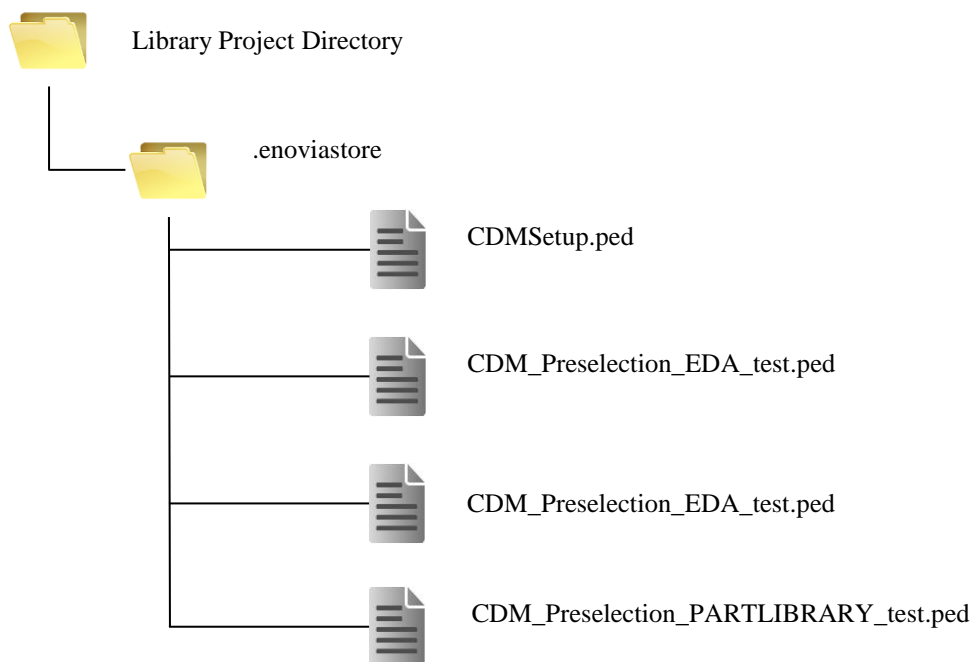 Library Project Directory
.enoviastore
CDMSetup.ped
CDM_Preselection_EDA_test.ped
CDM_Preselection_EDA_test.ped
CDM_Preselection_PARTLIBRARY_test.ped